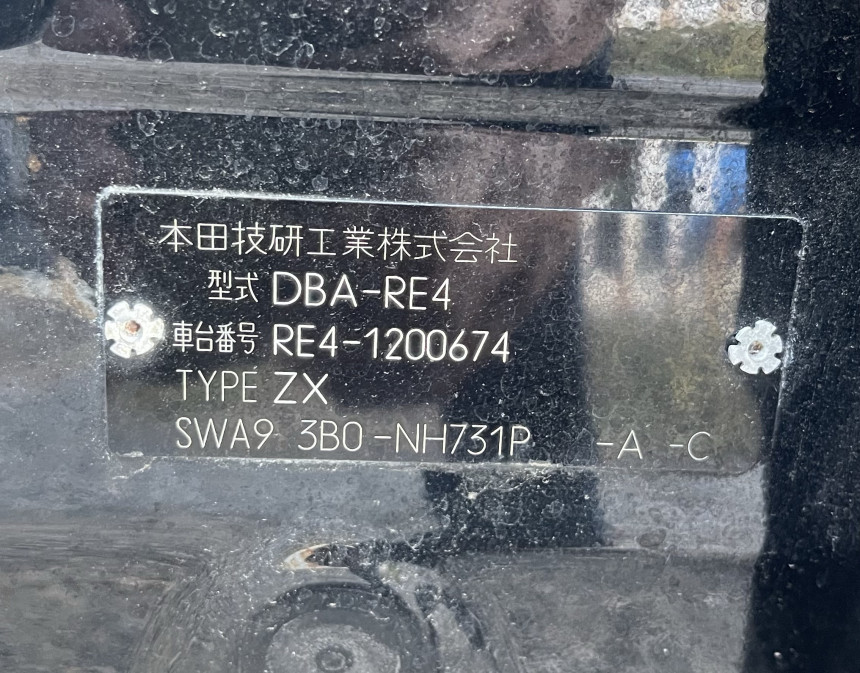 本田技研工業株式会社
型式 DBA-RE4
車台番号 RE4-1200674
TYPE ZX
SWA9 3B0-NH731P -A -C